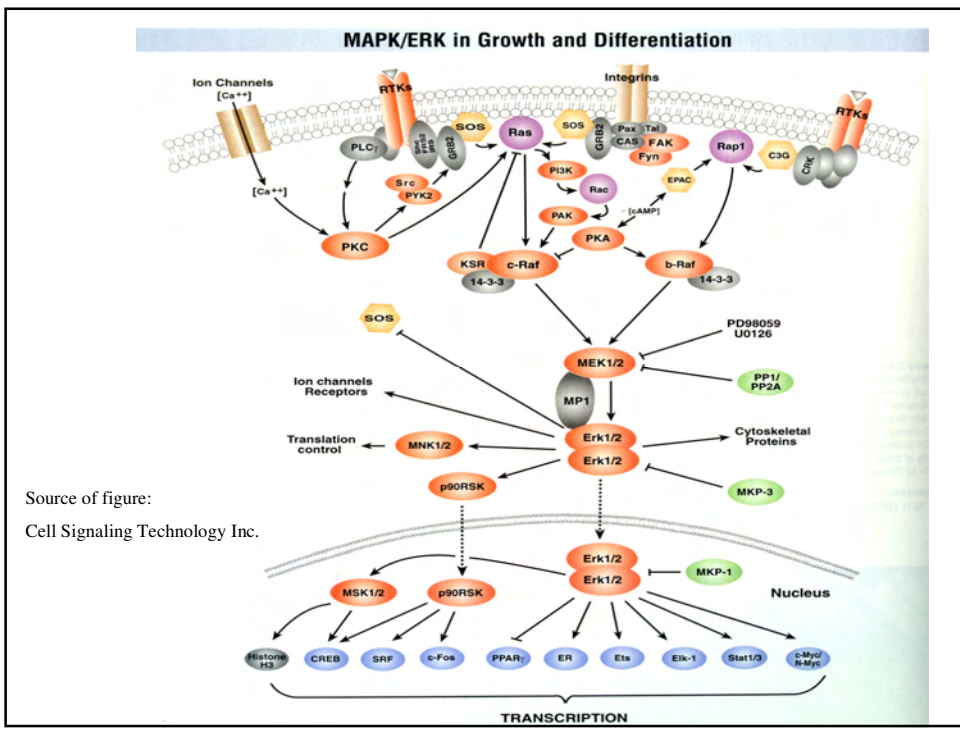 MAPK/ERK in Growth and Differentiation
Ion Channels
[Ca++]
RTKs
Integrins
RTKs
PLCγ
Shc
FRS2
IRS
GRB2
SOS
Ras
SOS
GRB2
Pax
Tal
CAS
FAK
Fyn
Rap1
C3G
CRK
[Ca++]
Src
PYK2
PI3K
Rac
EPAC
[cAMP]
PAK
PKA
PKC
KSR
c-Raf
14-3-3
b-Raf
14-3-3
SOS
PD98059
U0126
MEK1/2
PP1/
PP2A
Ion channels
Receptors
MP1
Translation
control
MNK1/2
Erk1/2
Erk1/2
Cytoskeletal
Proteins
p90RSK
MKP-3
Source of figure:
Cell Signaling Technology Inc.
Erk1/2
Erk1/2
MKP-1
Nucleus
MSK1/2
p90RSK
Histone
H3
CREB
SRF
c-Fos
PPARγ
ER
Ets
Elk-1
Stat1/3
c-Myc/
N-Myc
TRANSCRIPTION